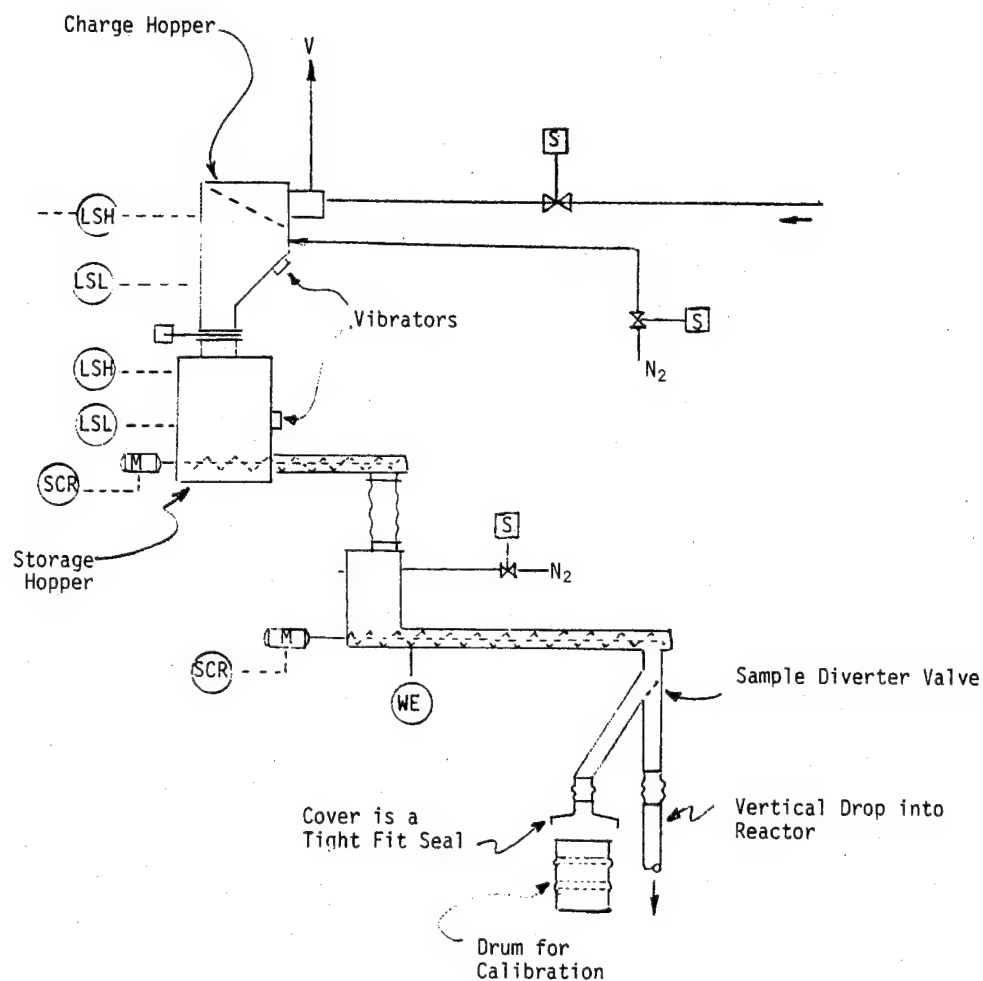 Charge Hopper
V
S
LSH
LSL
Vibrators
S
N2
LSH
LSL
M
SCR
S
Storage
Hopper
N2
M
SCR
Sample Diverter Valve
WE
Cover is a
Tight Fit Seal
Vertical Drop into
Reactor
Drum for
Calibration